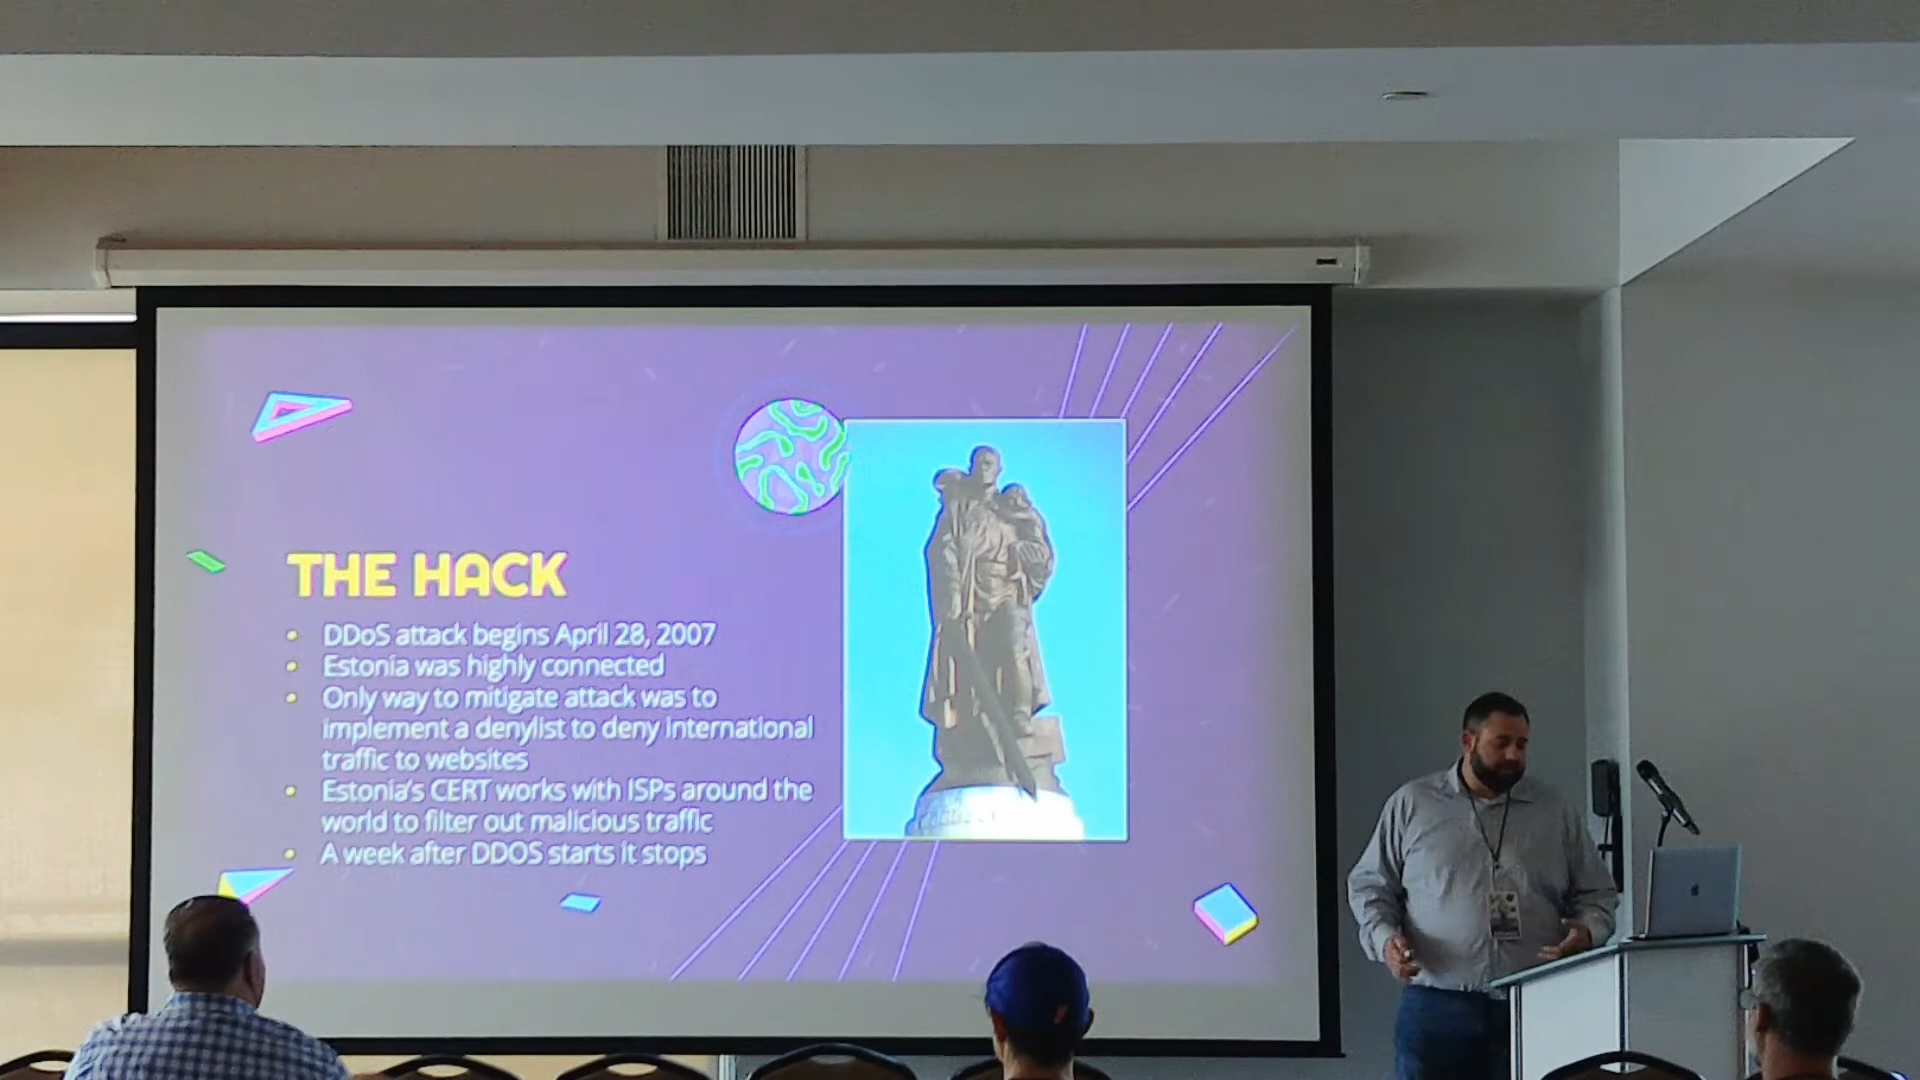 THE HACK
• DDoS attack begins April 28, 2007
• Estonia was highly connected
• Only way to mitigate attack was to
implement a denylist to deny international
traffic to websites
• Estonia's CERT works with ISPs around the
world to filter out malicious traffic
• A week after DDOS starts it stops